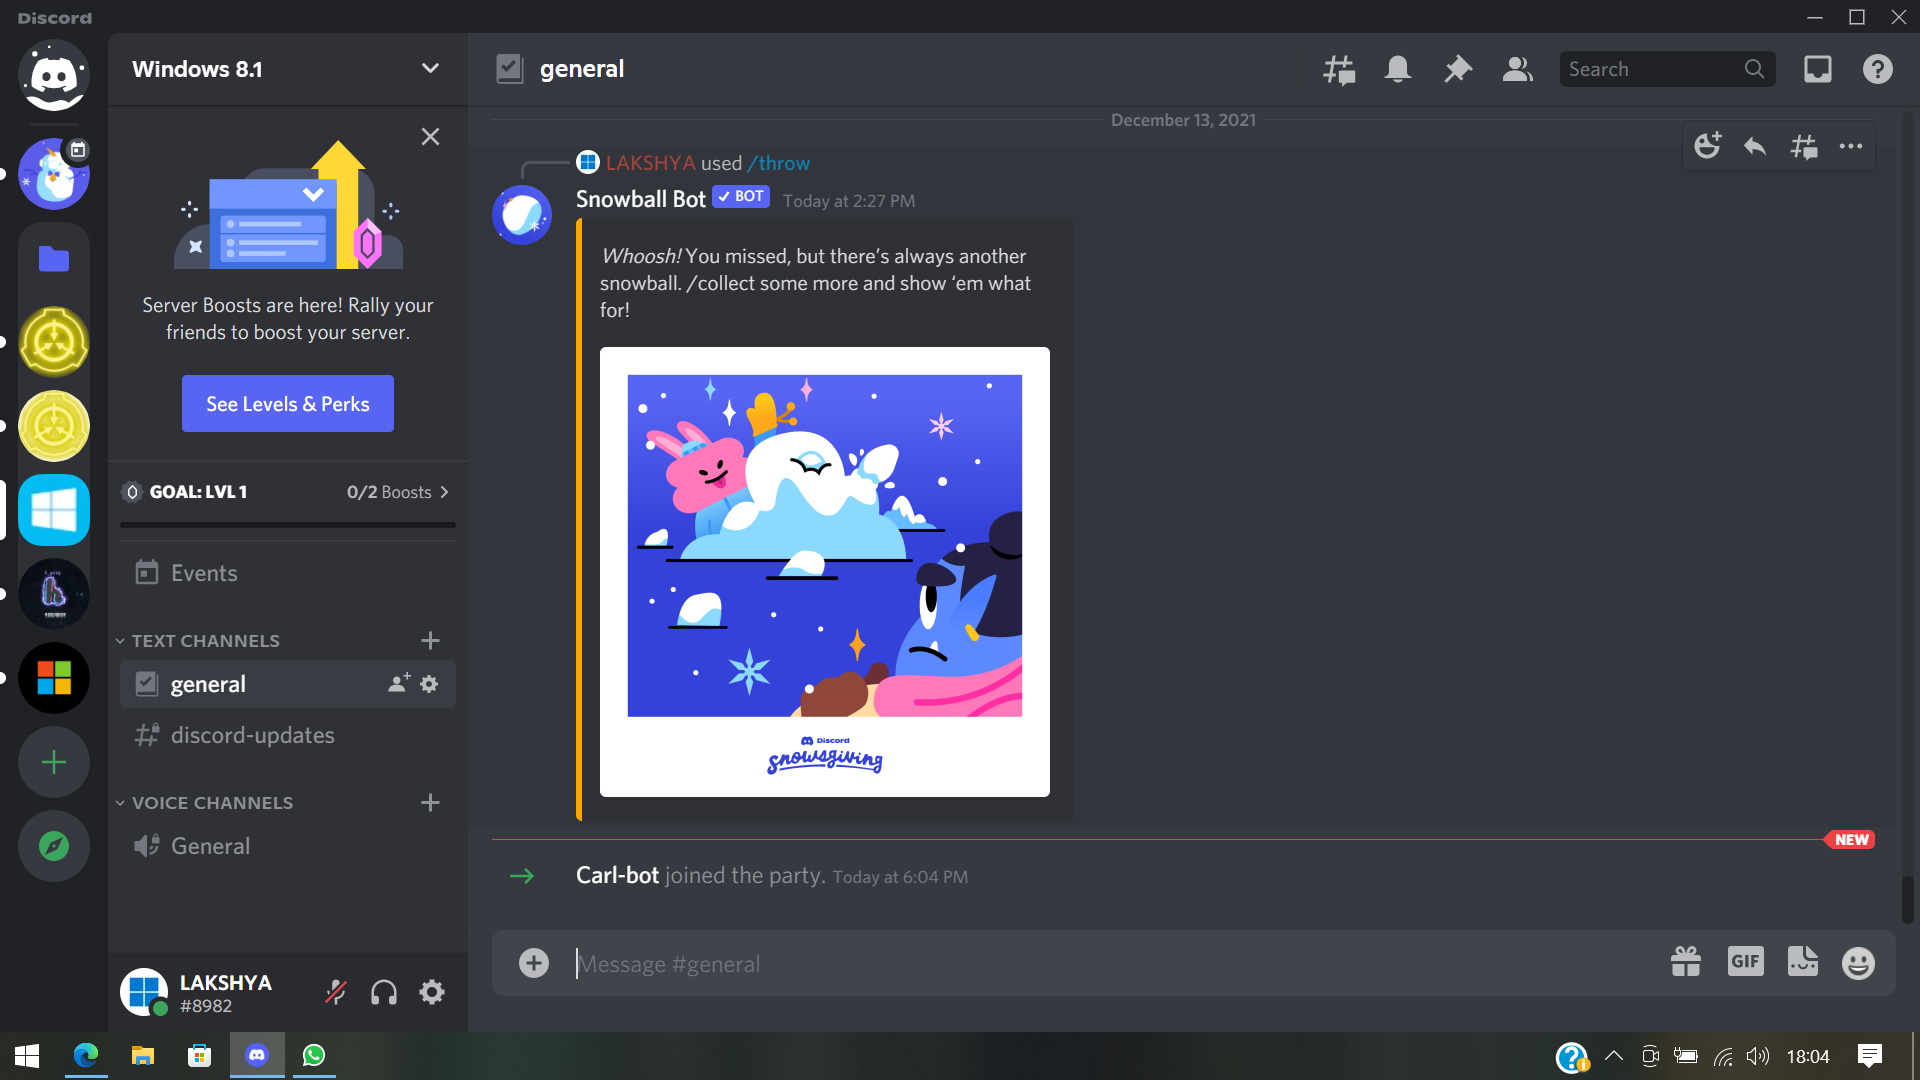 Discord
Windows 8.1
general
Search
Server Boosts are here! Rally your
friends to boost your server.
See Levels & Perks
GOAL: LVL 1
0/2 Boosts
Events
TEXT CHANNELS
general
discord-updates
VOICE CHANNELS
General
LAKSHYA
#8982
December 13, 2021
LAKSHYA used /throw
Snowball Bot BOT Today at 2:27 PM
Whoosh! You missed, but there’s always another
snowball. /collect some more and show ‘em what
for!
Discord
snowsgiving
NEW
Carl-bot joined the party. Today at 6:04 PM
Message #general
GIF
18:04